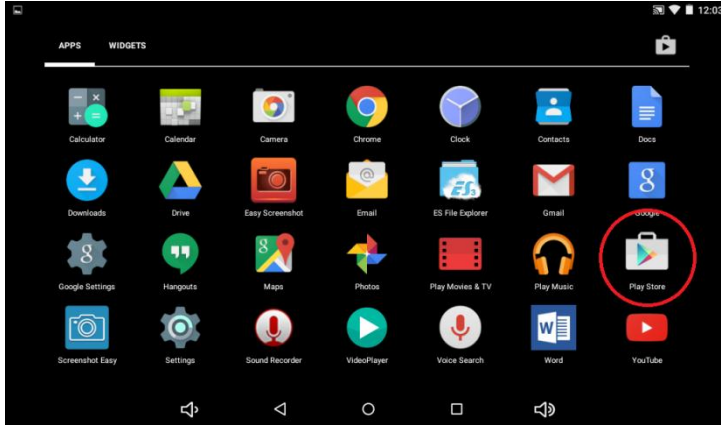 12:03
APPS WIDGETS
Calculator Calendar Camera Chrome Clock Contacts Docs
Downloads Drive Easy Screenshot Email ES File Explorer Gmail Google
Google Settings Hangouts Maps Photos Play Movies & TV Play Music Play Store
Screenshot Easy Settings Sound Recorder VideoPlayer Voice Search Word YouTube